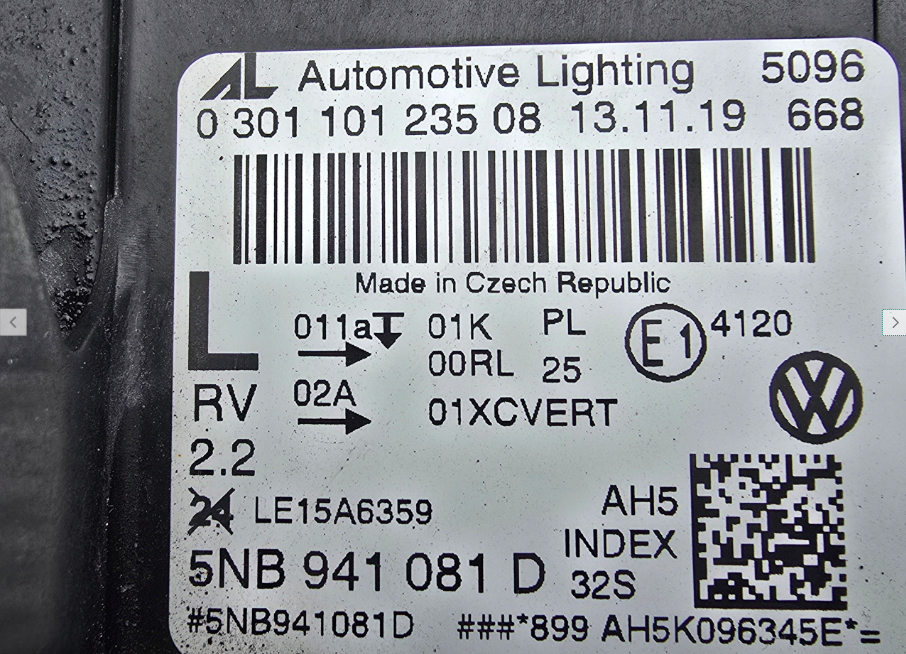 AL Automotive Lighting 5096
0 301 101 235 08 13.11.19 668
Made in Czech Republic
L 011a 01K PL E1 4120
00RL 25
RV 02A 01XCVERT
2.2
24 LE15A6359 AH5
5NB 941 081 D INDEX
32S
#5NB941081D ###*899 AH5K096345E*=